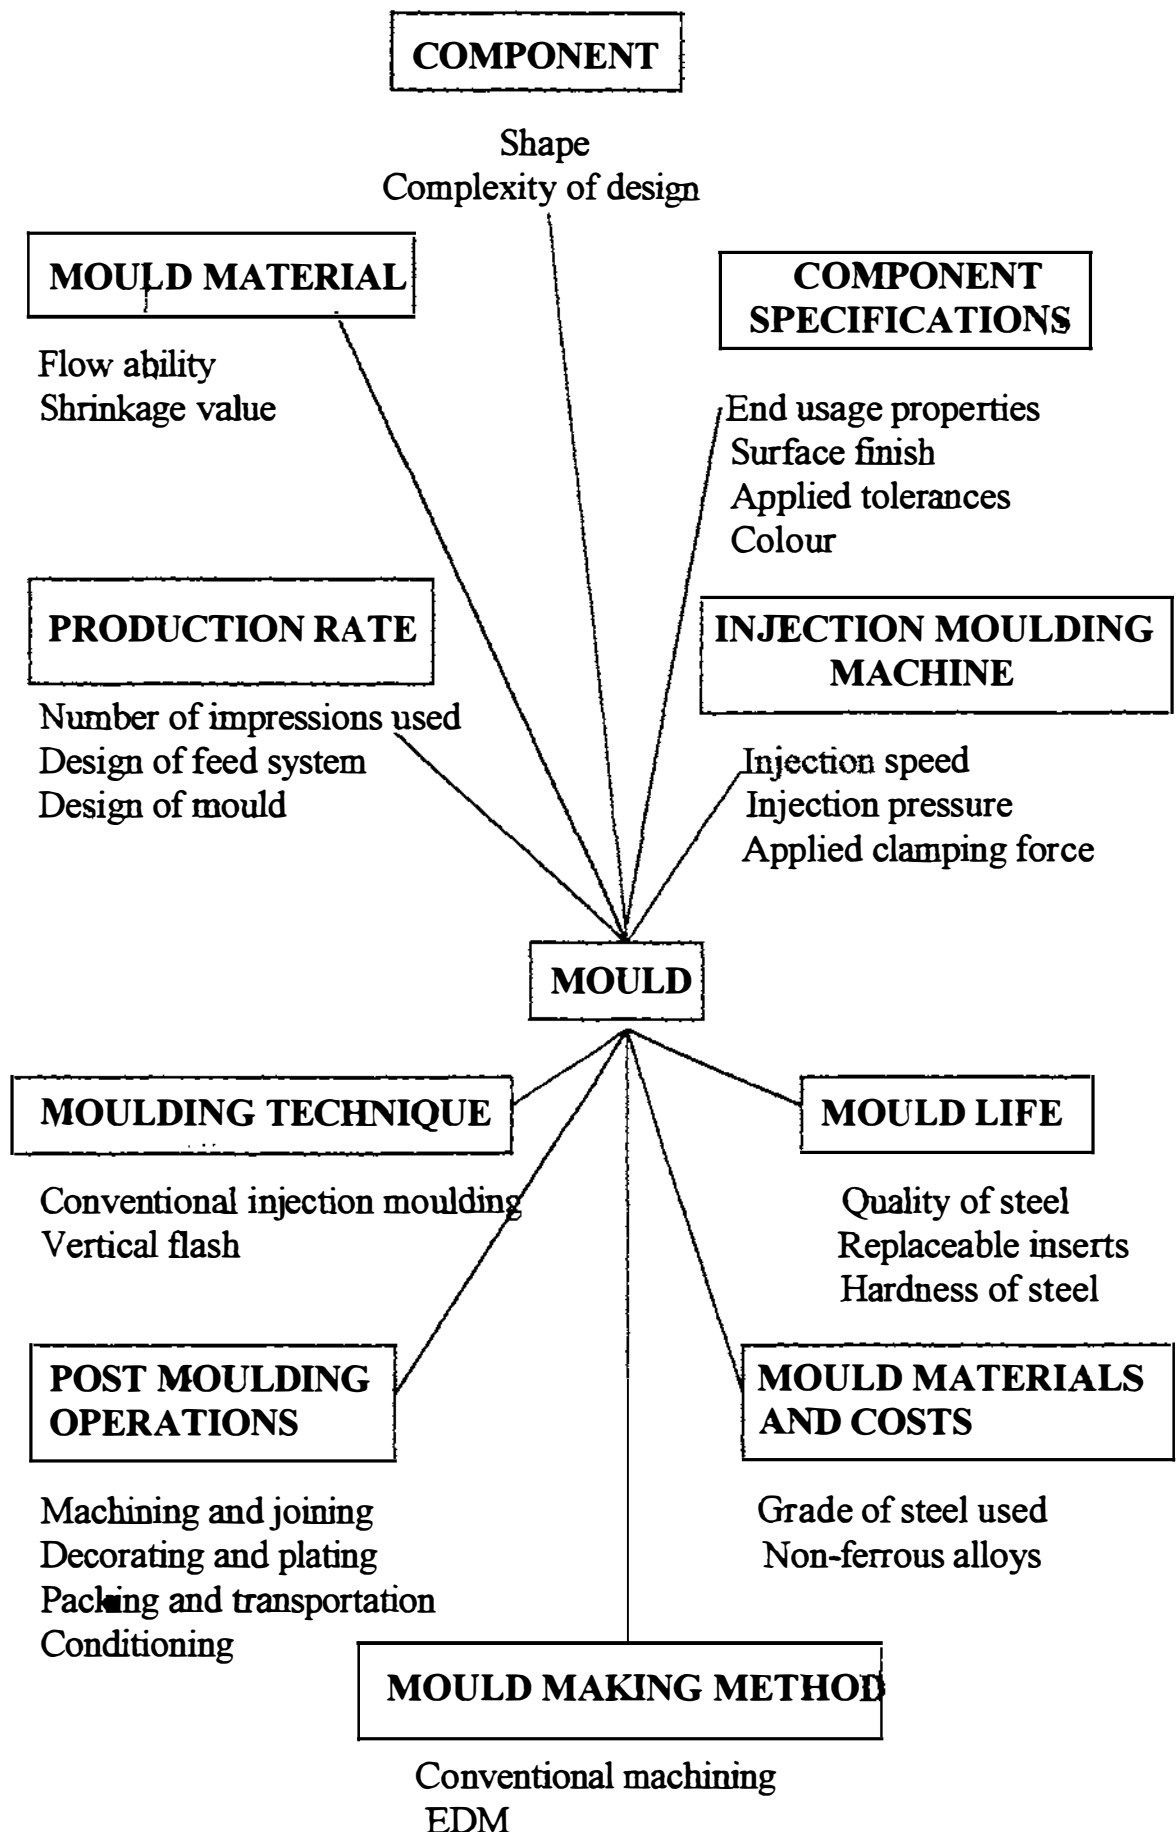 COMPONENT
Shape
Complexity of design
MOULD MATERIAL
Flow ability
Shrinkage value
COMPONENT
SPECIFICATIONS
End usage properties
Surface finish
Applied tolerances
Colour
PRODUCTION RATE
Number of impressions used
Design of feed system
Design of mould
INJECTION MOULDING
MACHINE
Injection speed
Injection pressure
Applied clamping force
MOULD
MOULDING TECHNIQUE
Conventional injection moulding
Vertical flash
MOULD LIFE
Quality of steel
Replaceable inserts
Hardness of steel
POST MOULDING
OPERATIONS
Machining and joining
Decorating and plating
Packing and transportation
Conditioning
MOULD MATERIALS
AND COSTS
Grade of steel used
Non-ferrous alloys
MOULD MAKING METHOD
Conventional machining
EDM